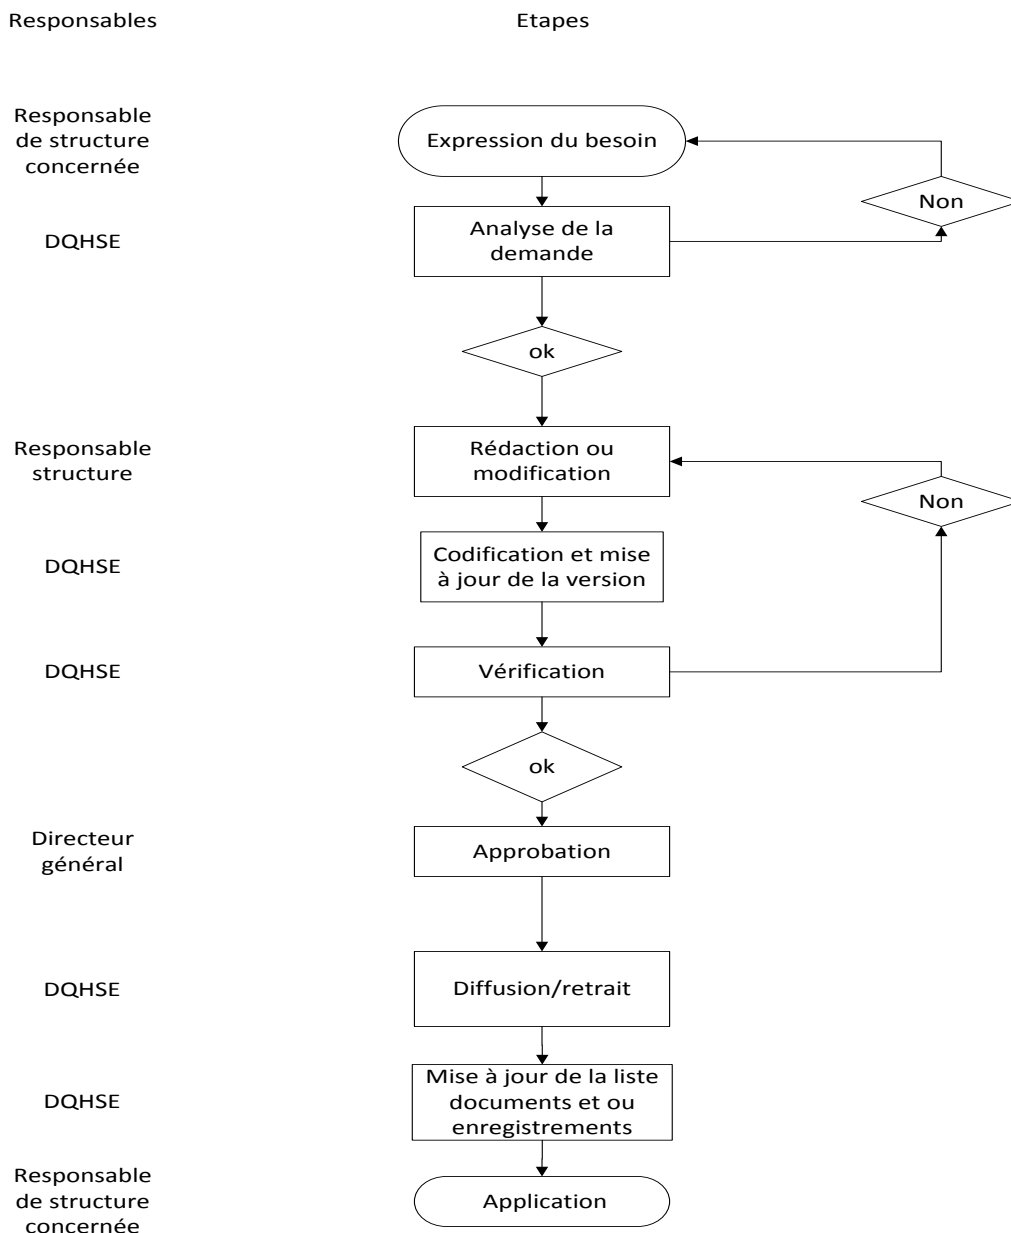 Responsables
Etapes
Responsable
de structure
concernée
Expression du besoin
Non
DQHSE
Analyse de la
demande
ok
Responsable
structure
Rédaction ou
modification
Non
DQHSE
Codification et mise
à jour de la version
DQHSE
Vérification
ok
Directeur
général
Approbation
DQHSE
Diffusion/retrait
DQHSE
Mise à jour de la liste
documents et ou
enregistrements
Responsable
de structure
concernée
Application